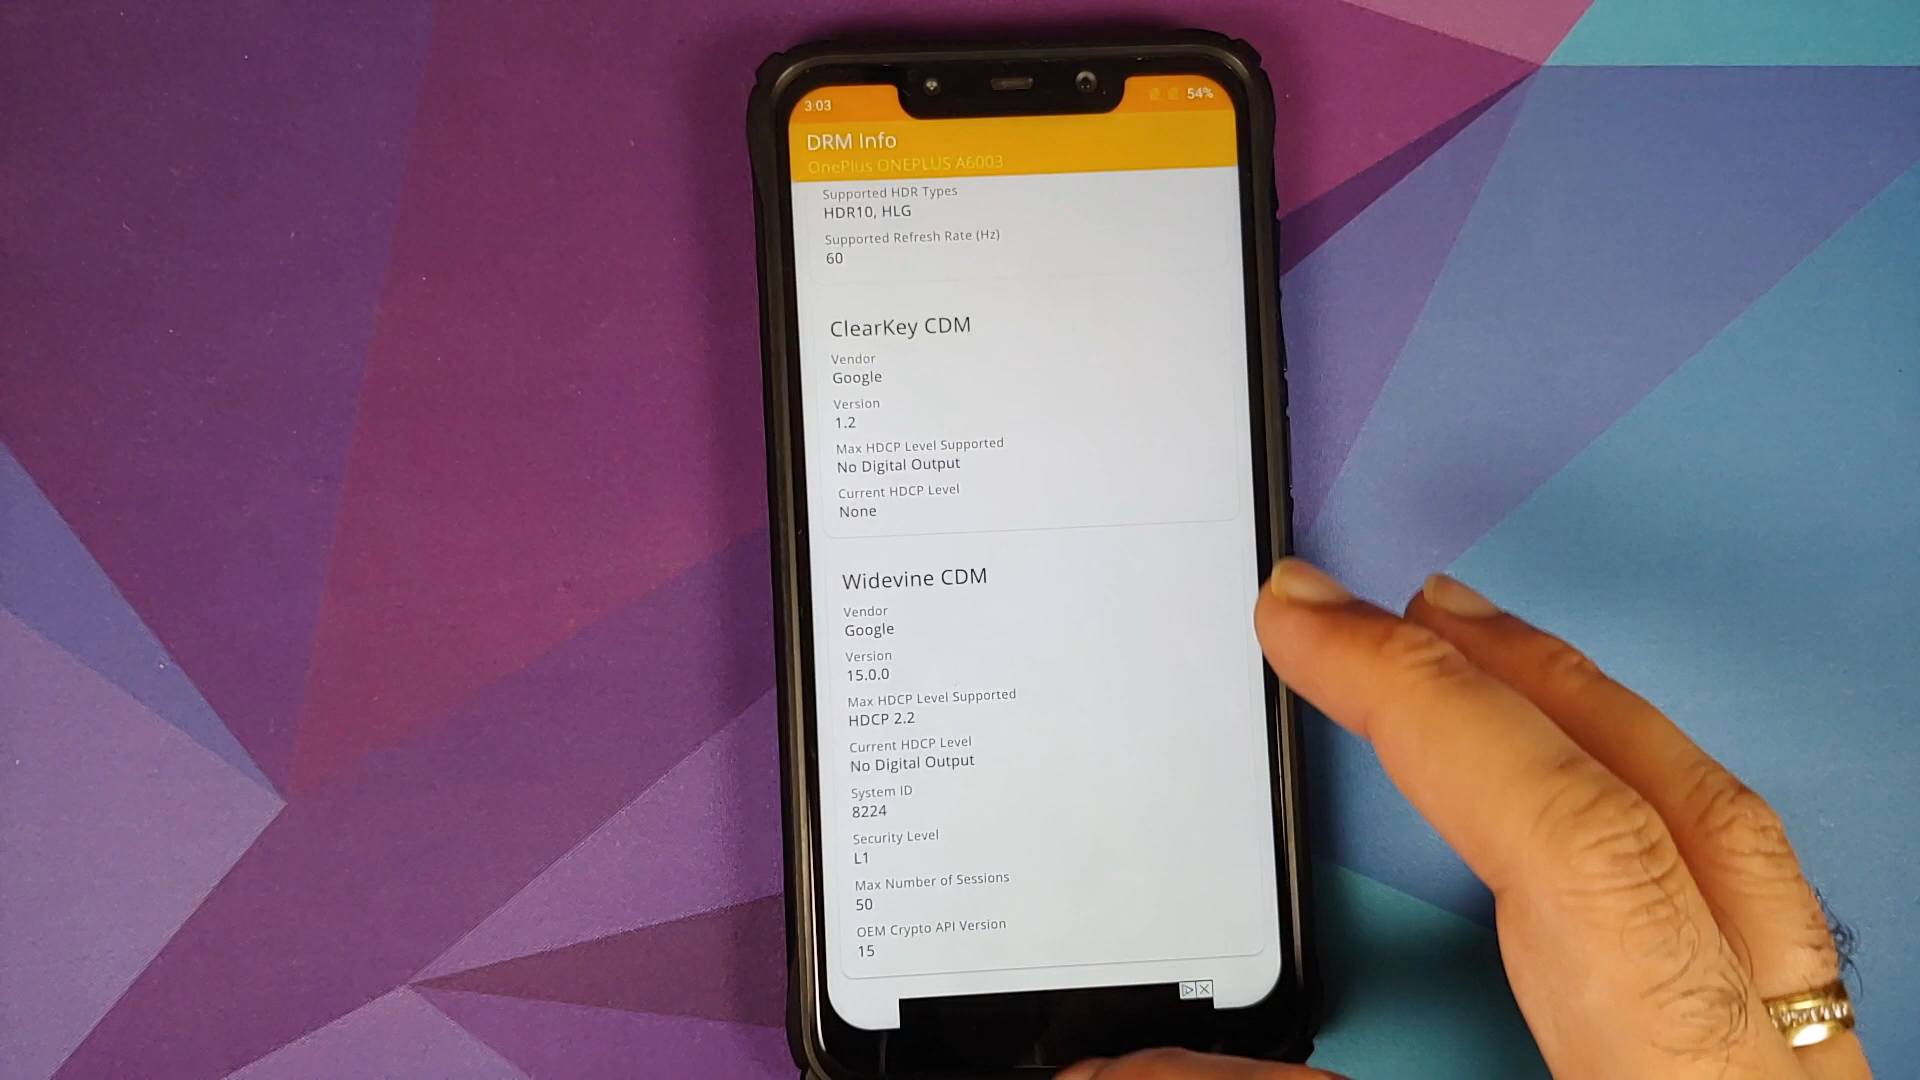 3:03
54%
DRM Info
OnePlus ONEPLUS A6003
Supported HDR Types
HDR10, HLG
Supported Refresh Rate (Hz)
60
ClearKey CDM
Vendor
Google
Version
1.2
Max HDCP Level Supported
No Digital Output
Current HDCP Level
None
Widevine CDM
Vendor
Google
Version
15.0.0
Max HDCP Level Supported
HDCP 2.2
Current HDCP Level
No Digital Output
System ID
8224
Security Level
L1
Max Number of Sessions
50
OEM Crypto API Version
15